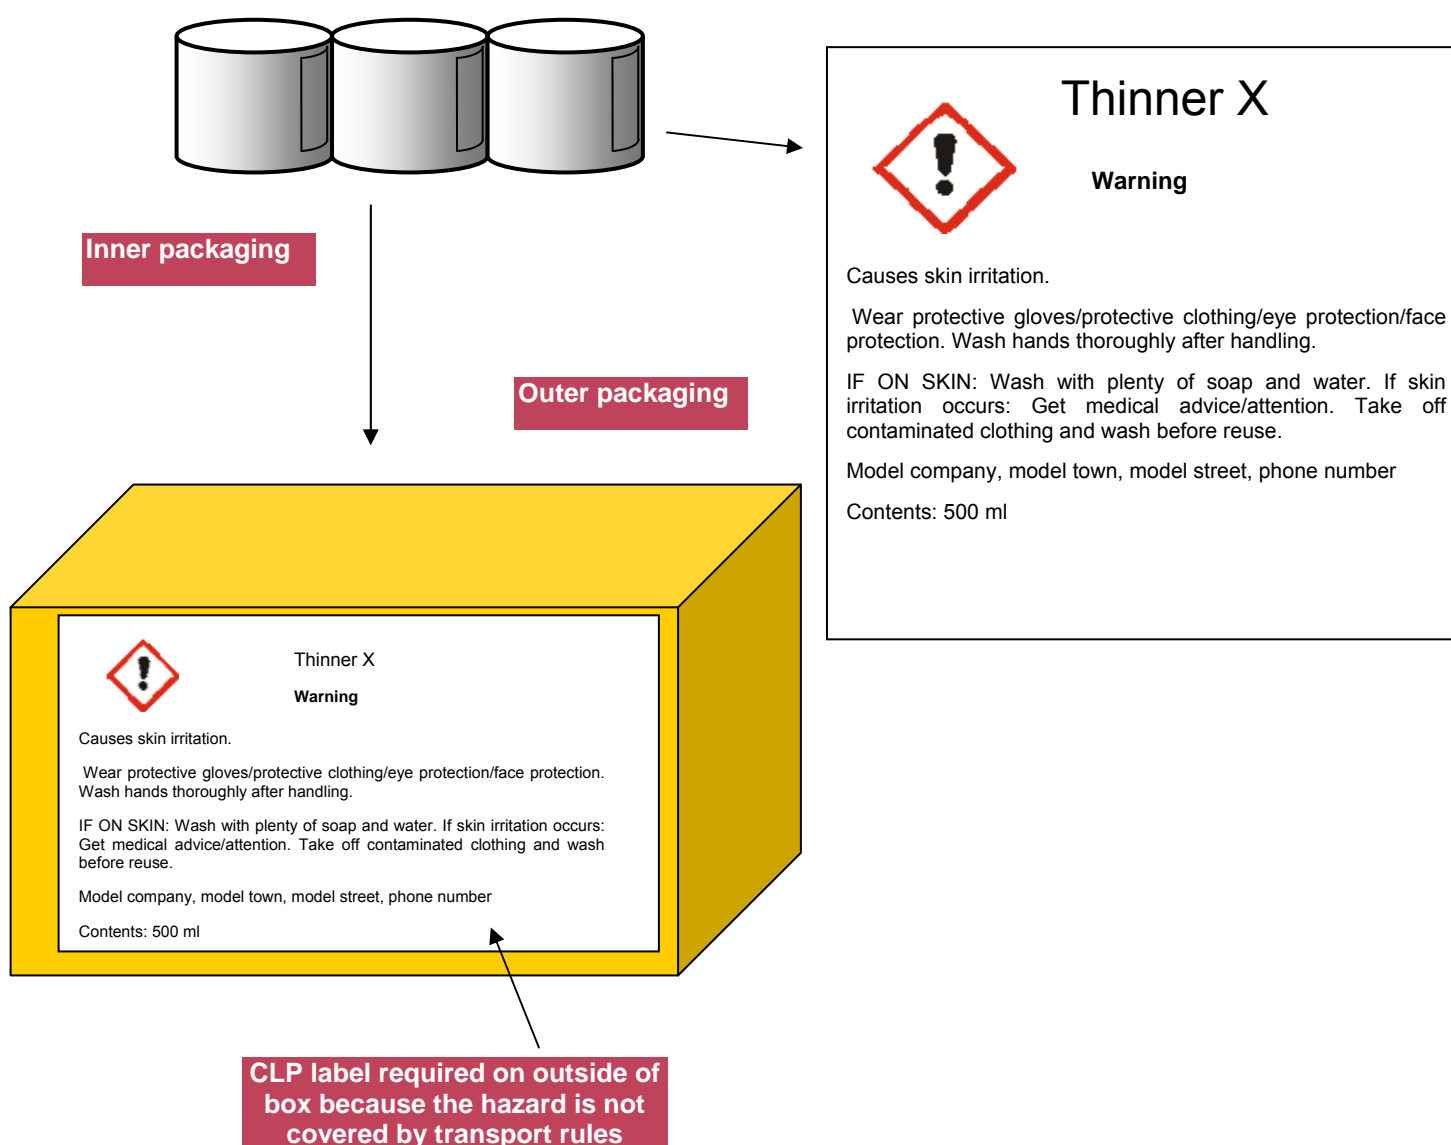 Thinner X
Warning
Causes skin irritation.
Wear protective gloves/protective clothing/eye protection/face
protection. Wash hands thoroughly after handling.
IF ON SKIN: Wash with plenty of soap and water. If skin
irritation occurs: Get medical advice/attention. Take off
contaminated clothing and wash before reuse.
Model company, model town, model street, phone number
Contents: 500 ml
Inner packaging
Outer packaging
Thinner X
Warning
Causes skin irritation.
Wear protective gloves/protective clothing/eye protection/face protection.
Wash hands thoroughly after handling.
IF ON SKIN: Wash with plenty of soap and water. If skin irritation occurs:
Get medical advice/attention. Take off contaminated clothing and wash
before reuse.
Model company, model town, model street, phone number
Contents: 500 ml
CLP label required on outside of
box because the hazard is not
covered by transport rules